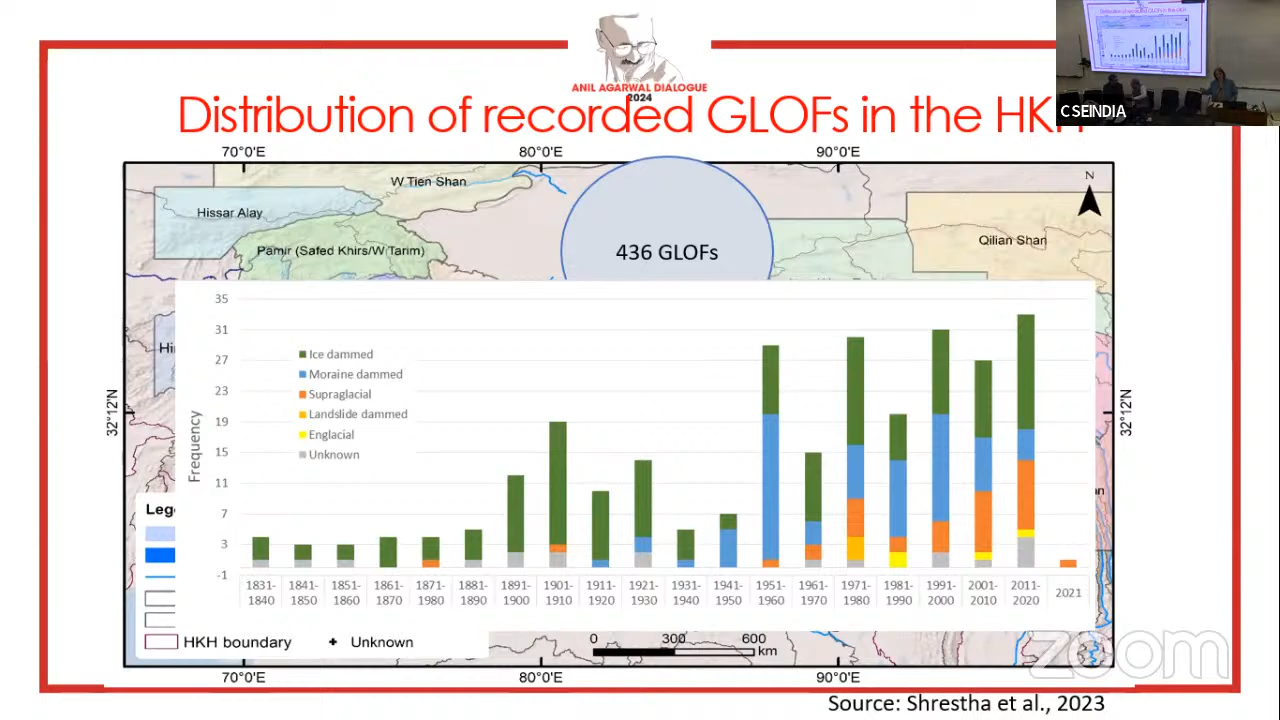 ANIL AGARWAL DIALOGUE
2024
Distribution of recorded GLOFs in the HKH
CSEINDIA
70°0'E 80°0'E 90°0'E
N
W Tien Shan
Hissar Alay
Pamir (Safed Khirs/W Tarim)
436 GLOFs
Qilian Shan
32°12'N
32°12'N
Frequency
35
31
27
23
19
15
11
7
3
-1
Ice dammed
Moraine dammed
Supraglacial
Landslide dammed
Englacial
Unknown
1831-1840
1841-1850
1851-1860
1861-1870
1871-1980
1881-1890
1891-1900
1901-1910
1911-1920
1921-1930
1931-1940
1941-1950
1951-1960
1961-1970
1971-1980
1981-1990
1991-2000
2001-2010
2011-2020
2021
HKH boundary
Unknown
0 300 600
km
70°0'E 80°0'E 90°0'E
zoom
Source: Shrestha et al., 2023